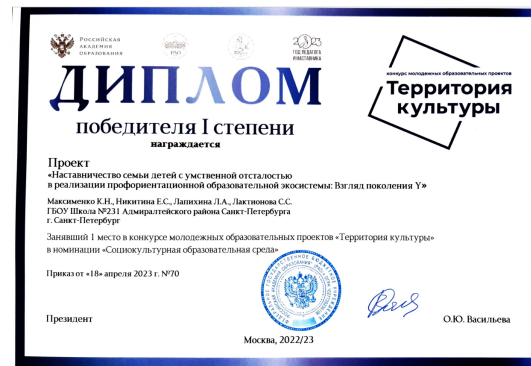 Российская
академия
образования
2023
ГОД ПЕДАГОГА
И НАСТАВНИКА
ДИПЛОМ
конкурс молодежных образовательных проектов
Территория
культуры
победителя I степени
награждается
Проект
«Наставничество семьи детей с умственной отсталостью
в реализации профориентационной образовательной экосистемы: Взгляд поколения Y»
Максименко К.Н., Никитина Е.С., Лапихина Л.А., Лактионова С.С.
ГБОУ Школа №231 Адмиралтейского района Санкт-Петербурга
г. Санкт-Петербург
Занявший 1 место в конкурсе молодежных образовательных проектов «Территория культуры»
в номинации «Социокультурная образовательная среда»
Приказ от «18» апреля 2023 г. №70
Президент
О.Ю. Васильева
Москва, 2022/23